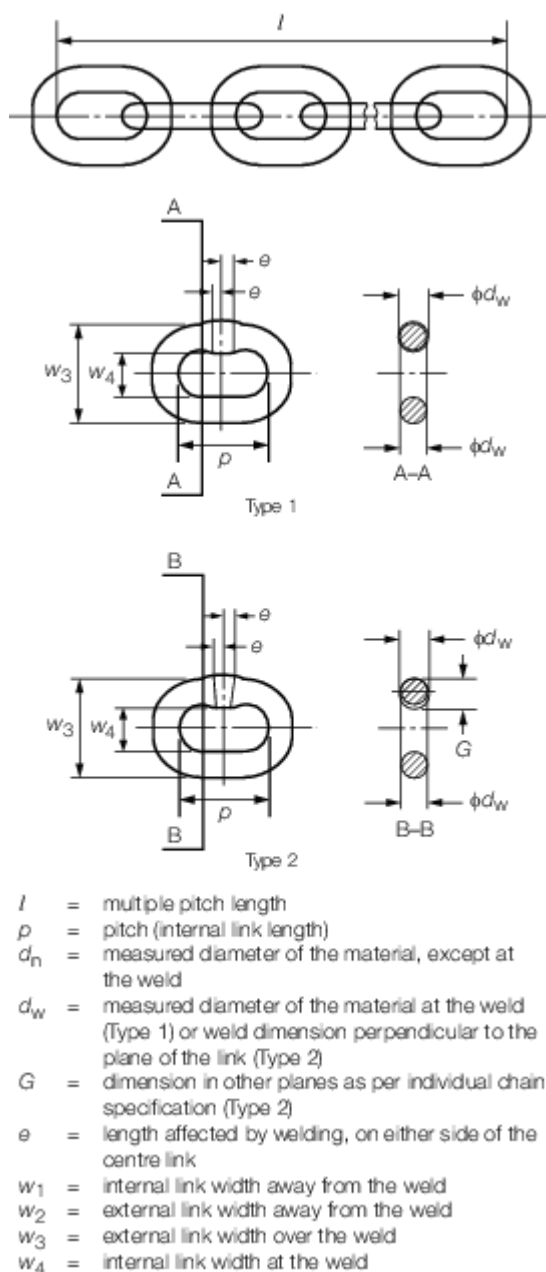 l
A
e
e
ϕdw
w3
w4
p
ϕdw
A
A–A
Type 1
B
e
ϕdw
e
w3
w4
G
p
ϕdw
B
B–B
Type 2
l = multiple pitch length
p = pitch (internal link length)
dn = measured diameter of the material, except at
the weld
dw = measured diameter of the material at the weld
(Type 1) or weld dimension perpendicular to the
plane of the link (Type 2)
G = dimension in other planes as per individual chain
specification (Type 2)
e = length affected by welding, on either side of the
centre link
w1 = internal link width away from the weld
w2 = external link width away from the weld
w3 = external link width over the weld
w4 = internal link width at the weld